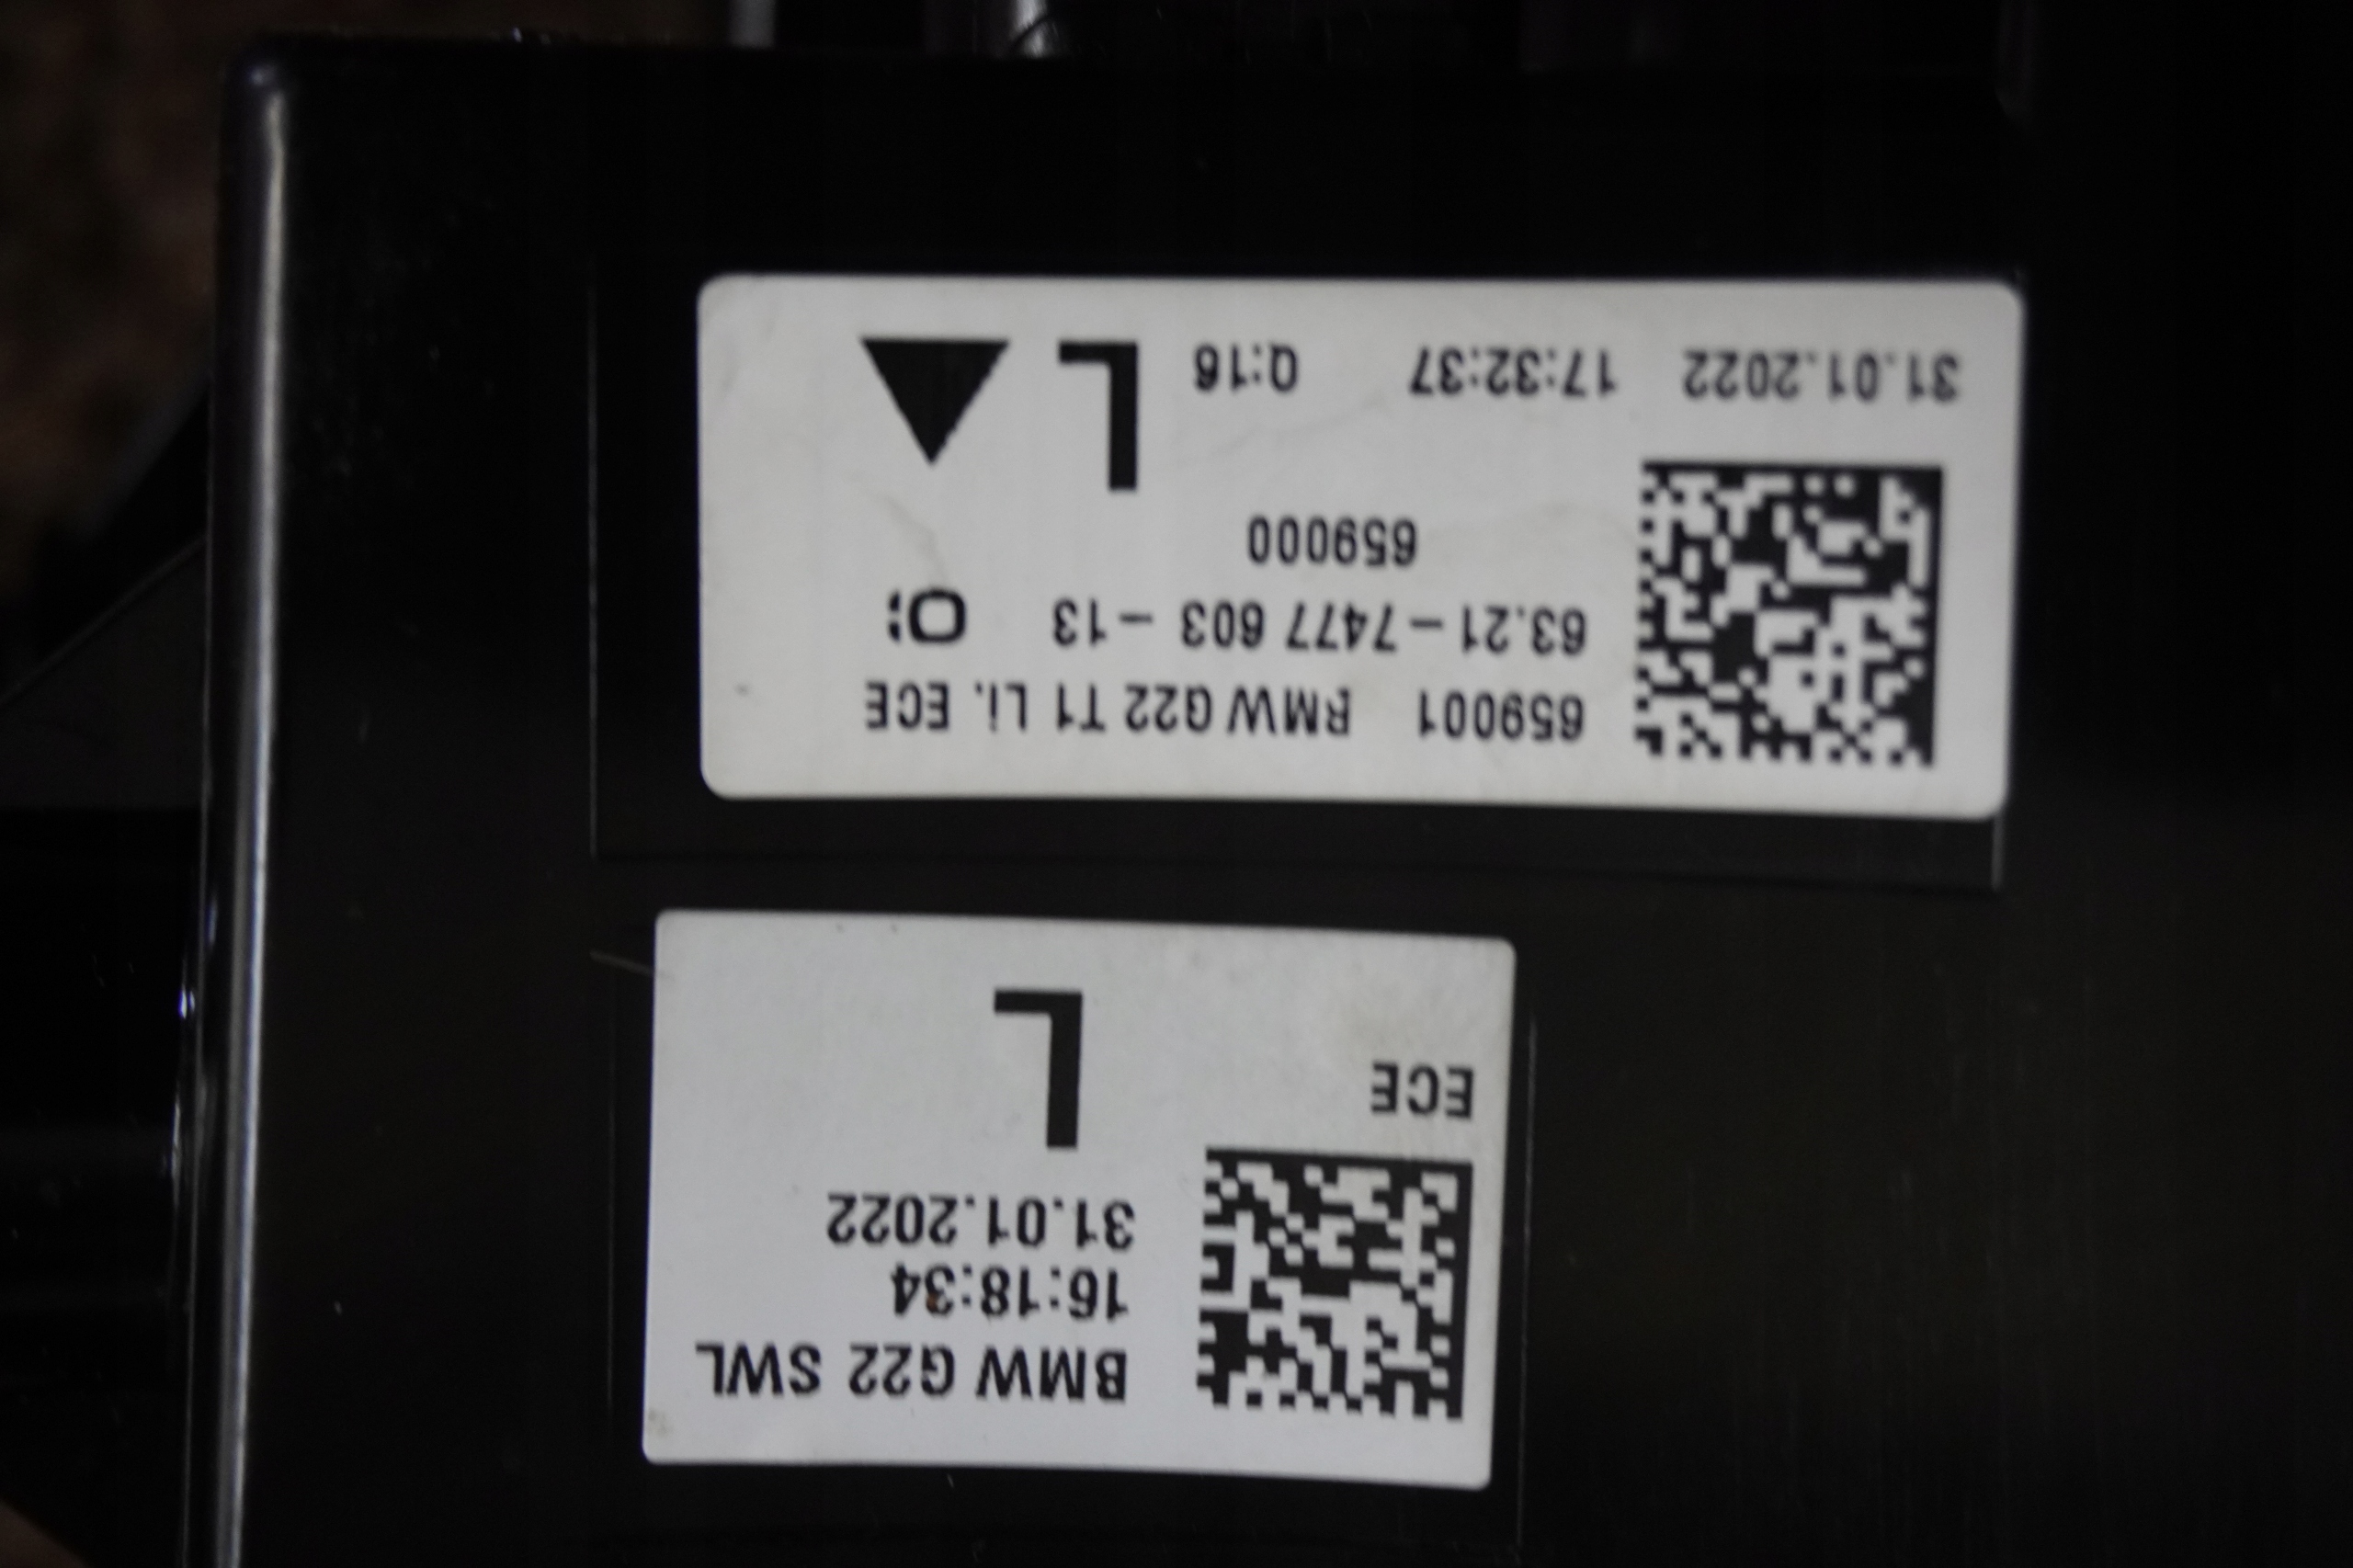 BMW G22 SWL
16:18:34
31.01.2022
ECE L
659001 BMW G22 T1 Li. ECE
63.21 – 7477 603 – 13
659000
31.01.2022 17:32:37 Q:16 L